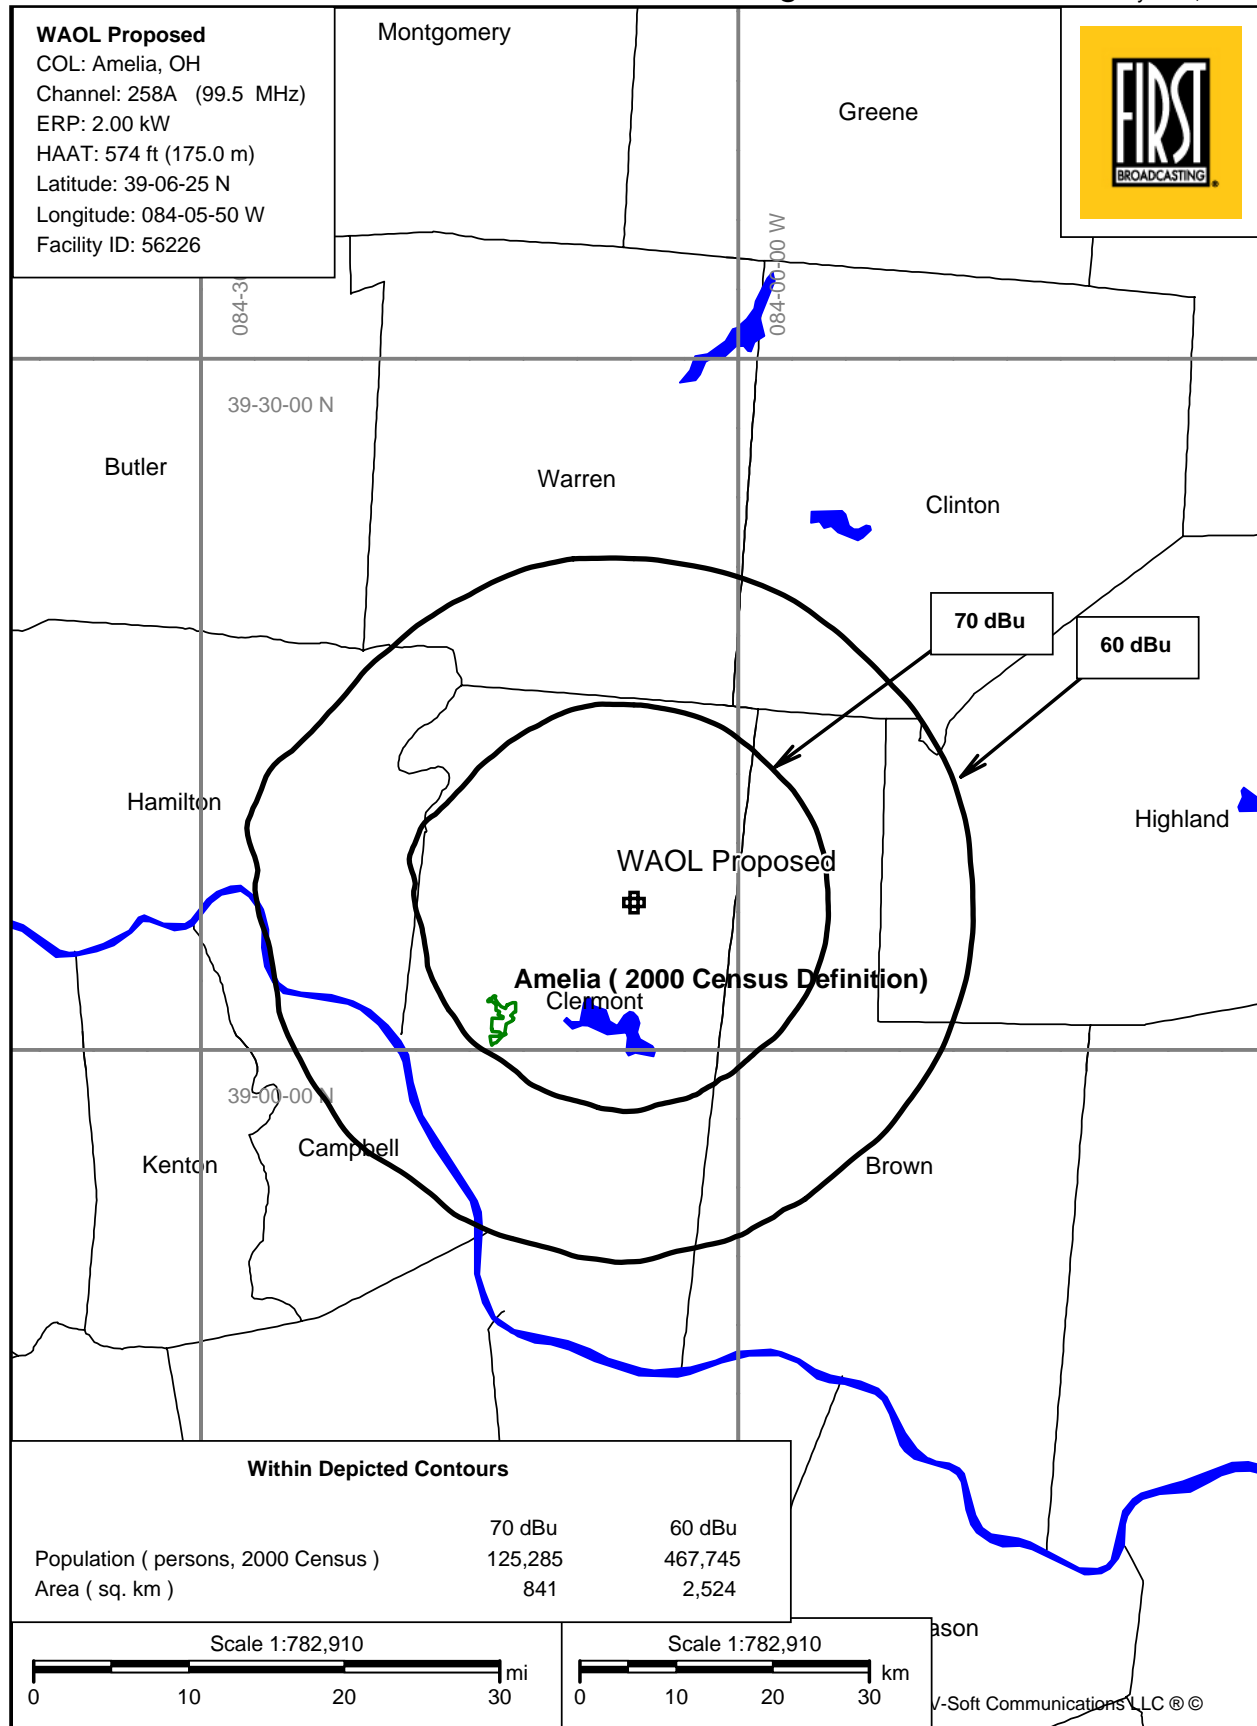 WAOL Proposed
COL: Amelia, OH
Channel: 258A (99.5 MHz)
ERP: 2.00 kW
HAAT: 574 ft (175.0 m)
Latitude: 39-06-25 N
Longitude: 084-05-50 W
Facility ID: 56226
Montgomery
Greene
FIRST
BROADCASTING
084-00-00 W
39-30-00 N
Butler
Warren
Clinton
70 dBu
60 dBu
Hamilton
Highland
WAOL Proposed
Amelia ( 2000 Census Definition)
Clermont
39-00-00 N
Campbell
Kenton
Brown
Within Depicted Contours
70 dBu 60 dBu
Population ( persons, 2000 Census ) 125,285 467,745
Area ( sq. km ) 841 2,524
Scale 1:782,910
mi
0 10 20 30
Scale 1:782,910
km
0 10 20 30
V-Soft Communications LLC ® ©